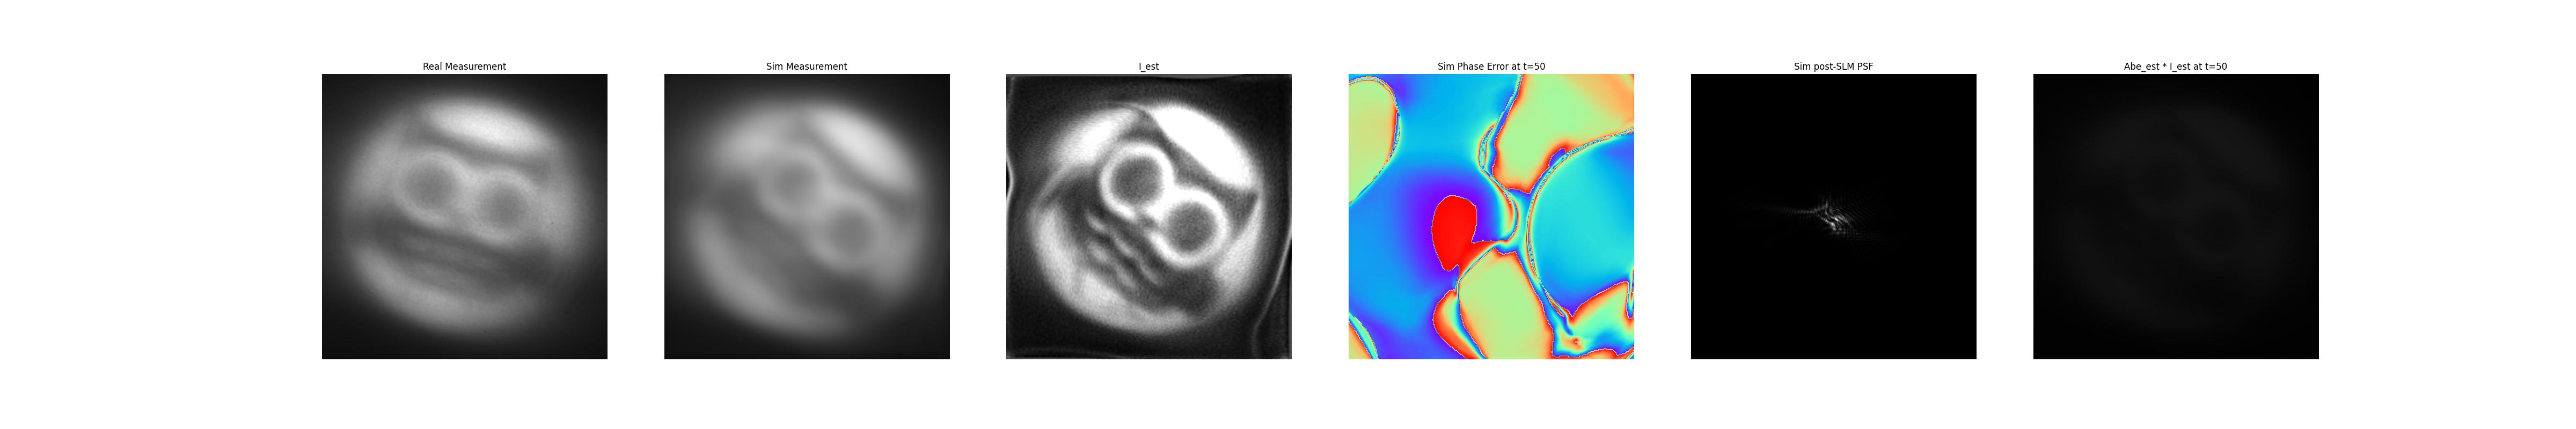 Real Measurement
Sim Measurement
I_est
Sim Phase Error at t=50
Sim post-SLM PSF
Abe_est * I_est at t=50